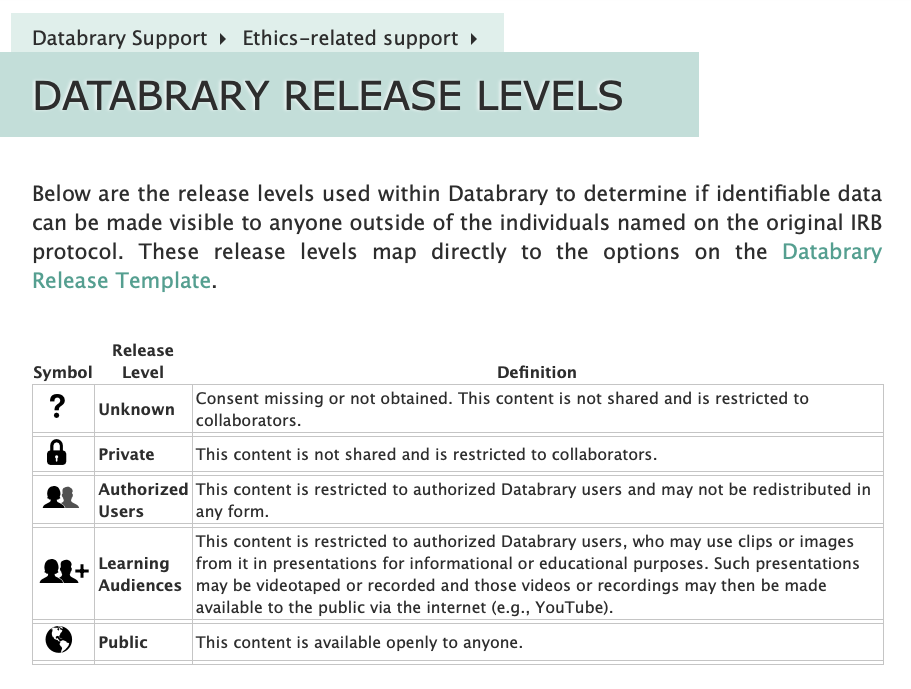 Databrary Support Ethics-related support
DATABRARY RELEASE LEVELS
Below are the release levels used within Databrary to determine if identifiable data
can be made visible to anyone outside of the individuals named on the original IRB
protocol. These release levels map directly to the options on the Databrary
Release Template.
Symbol Release Level Definition
? Unknown Consent missing or not obtained. This content is not shared and is restricted to
collaborators.
Private This content is not shared and is restricted to collaborators.
Authorized Users This content is restricted to authorized Databrary users and may not be redistributed in
any form.
Learning Audiences This content is restricted to authorized Databrary users, who may use clips or images
from it in presentations for informational or educational purposes. Such presentations
may be videotaped or recorded and those videos or recordings may then be made
available to the public via the internet (e.g., YouTube).
Public This content is available openly to anyone.